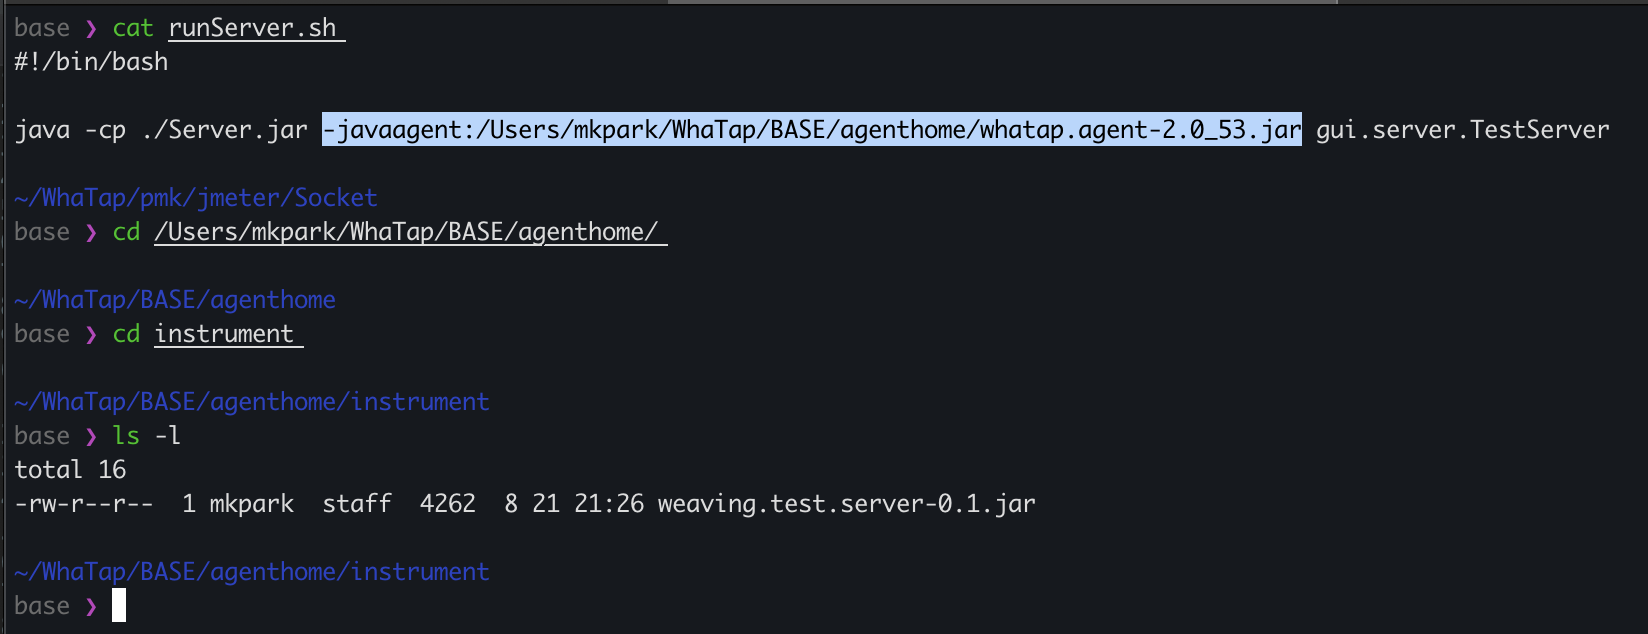 base ❯ cat runServer.sh
#!/bin/bash
java -cp ./Server.jar -javaagent:/Users/mkpark/WhaTap/BASE/agenthome/whatap.agent-2.0_53.jar gui.server.TestServer
~/WhaTap/pmk/jmeter/Socket
base ❯ cd /Users/mkpark/WhaTap/BASE/agenthome/
~/WhaTap/BASE/agenthome
base ❯ cd instrument
~/WhaTap/BASE/agenthome/instrument
base ❯ ls -l
total 16
-rw-r--r--  1 mkpark  staff  4262  8 21 21:26 weaving.test.server-0.1.jar
~/WhaTap/BASE/agenthome/instrument
base ❯